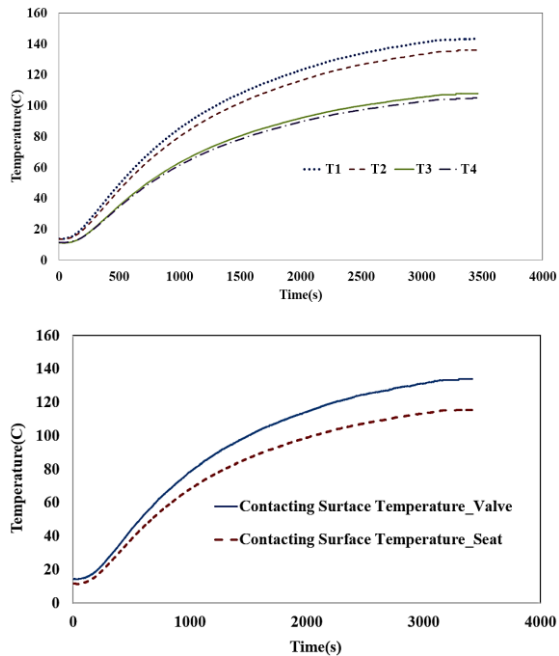 160
140
120
100
80
60
40
20
0
Temperature(C)
T1 T2 T3 T4
0 500 1000 1500 2000 2500 3000 3500 4000
Time(s)
160
140
120
100
80
60
40
20
0
Temperature(C)
Contacting Surtace Temperature_Valve
Contacting Surface Temperature_Seat
0 1000 2000 3000 4000
Time(s)